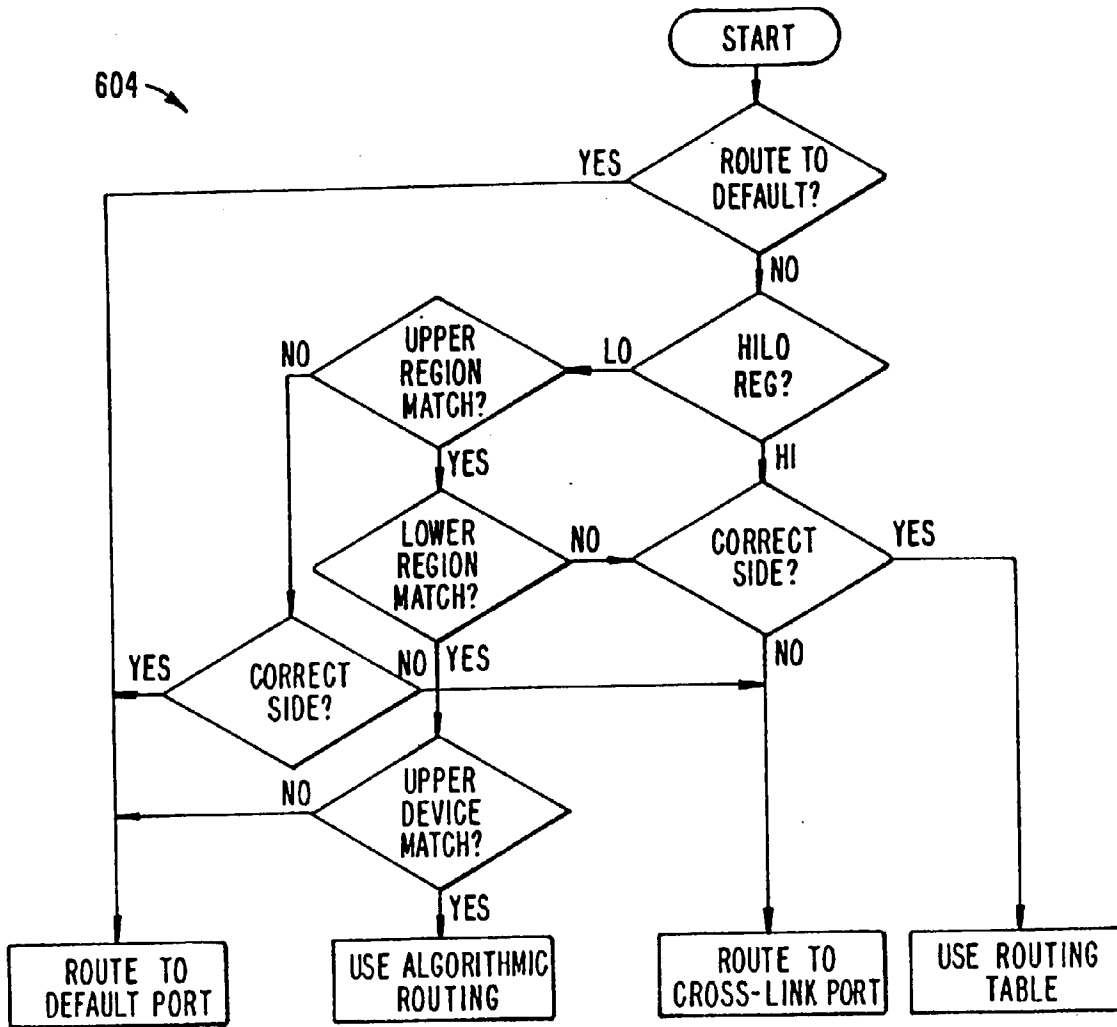 START
604
ROUTE TO
DEFAULT?
YES
NO
HILO
REG?
LO
HI
UPPER
REGION
MATCH?
NO
YES
LOWER
REGION
MATCH?
NO
YES
CORRECT
SIDE?
YES
NO
CORRECT
SIDE?
YES
NO
UPPER
DEVICE
MATCH?
NO
YES
ROUTE TO
DEFAULT PORT
USE ALGORITHMIC
ROUTING
ROUTE TO
CROSS-LINK PORT
USE ROUTING
TABLE